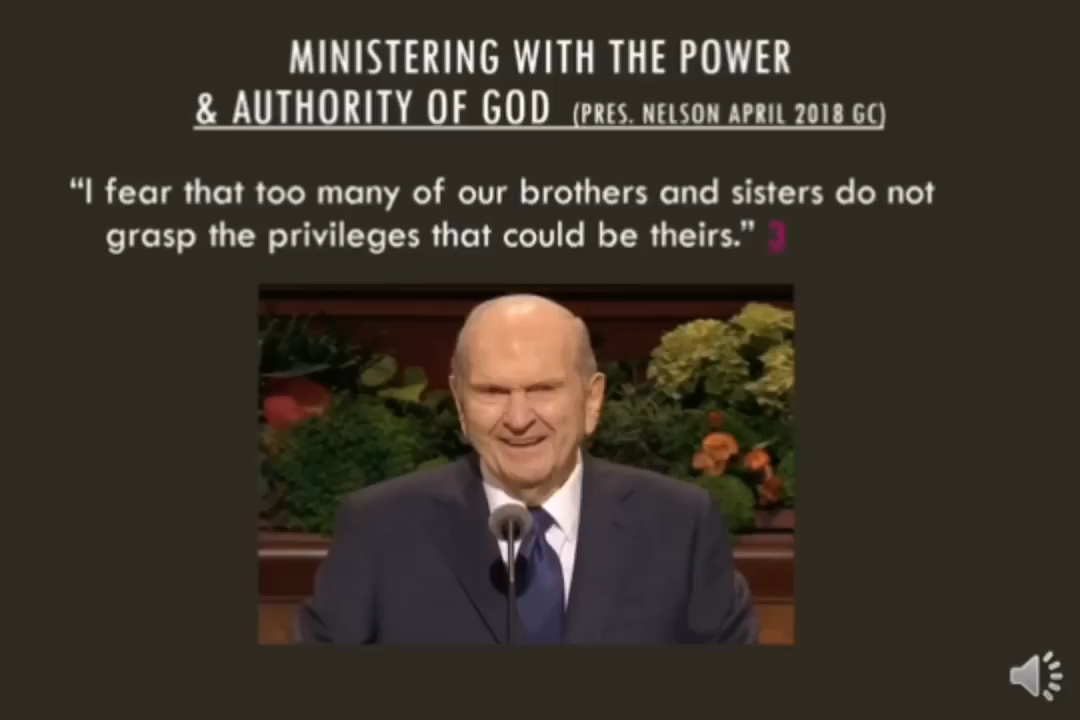 MINISTERING WITH THE POWER
& AUTHORITY OF GOD (PRES. NELSON APRIL 2018 GC)
“I fear that too many of our brothers and sisters do not
grasp the privileges that could be theirs.” 3